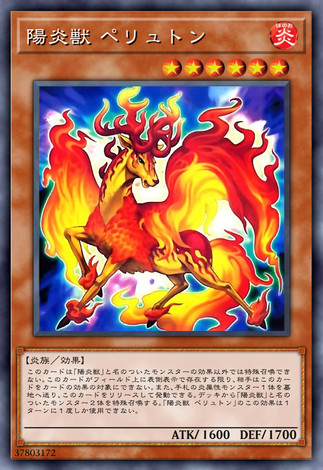 陽炎獣 ペリュトン
ほのお
炎
【炎族／効果】
このカードは「陽炎獣」と名のついたモンスターの効果以外では特殊召喚で
きない。このカードがフィールド上に表側表示で存在する限り、相手はこのカー
ドをカードの効果の対象にできない。また、手札の炎属性モンスター１体を墓
地へ送り、このカードをリリースして発動できる。デッキから「陽炎獣」と名の
ついたモンスター２体を特殊召喚する。「陽炎獣 ペリュトン」のこの効果は１
ターンに１度しか使用できない。
ATK/ 1600 DEF/1700
37803172